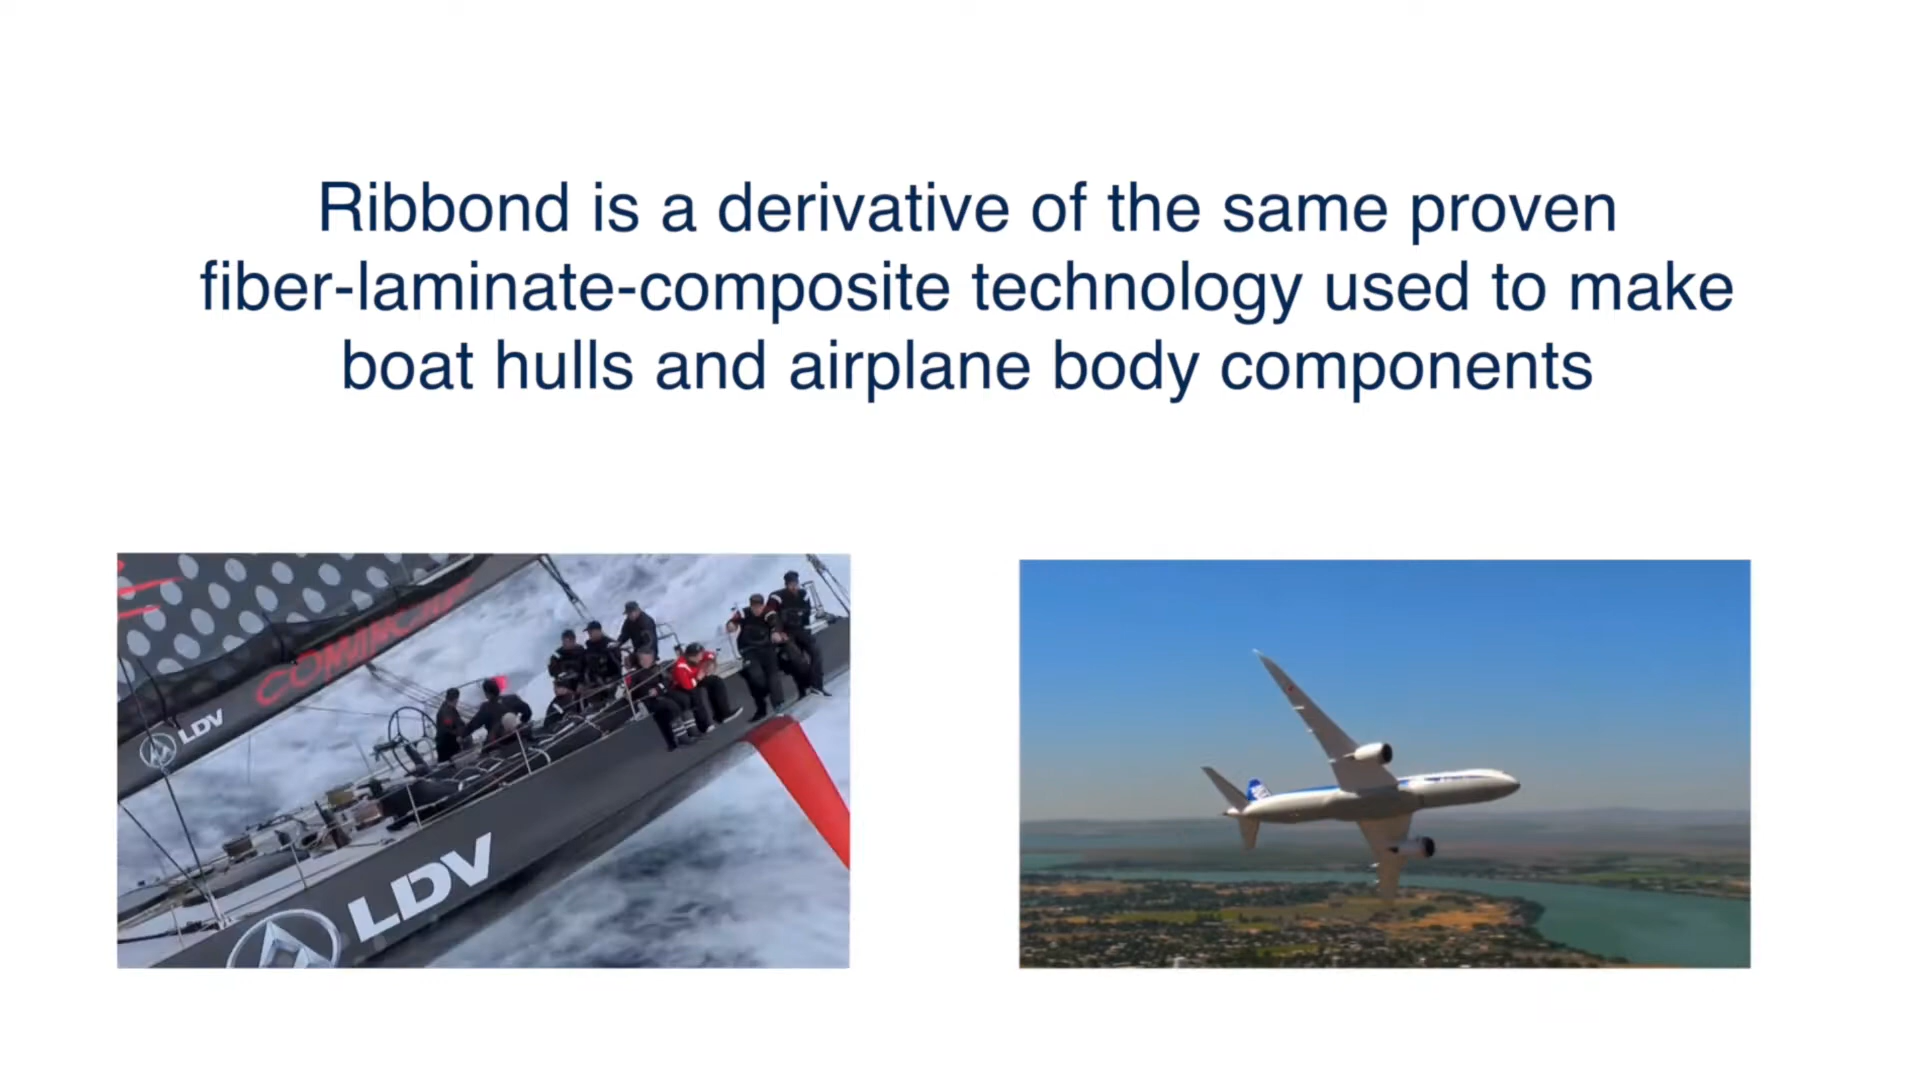 Ribbond is a derivative of the same proven
fiber-laminate-composite technology used to make
boat hulls and airplane body components
COMANCHE
LDV
LDV